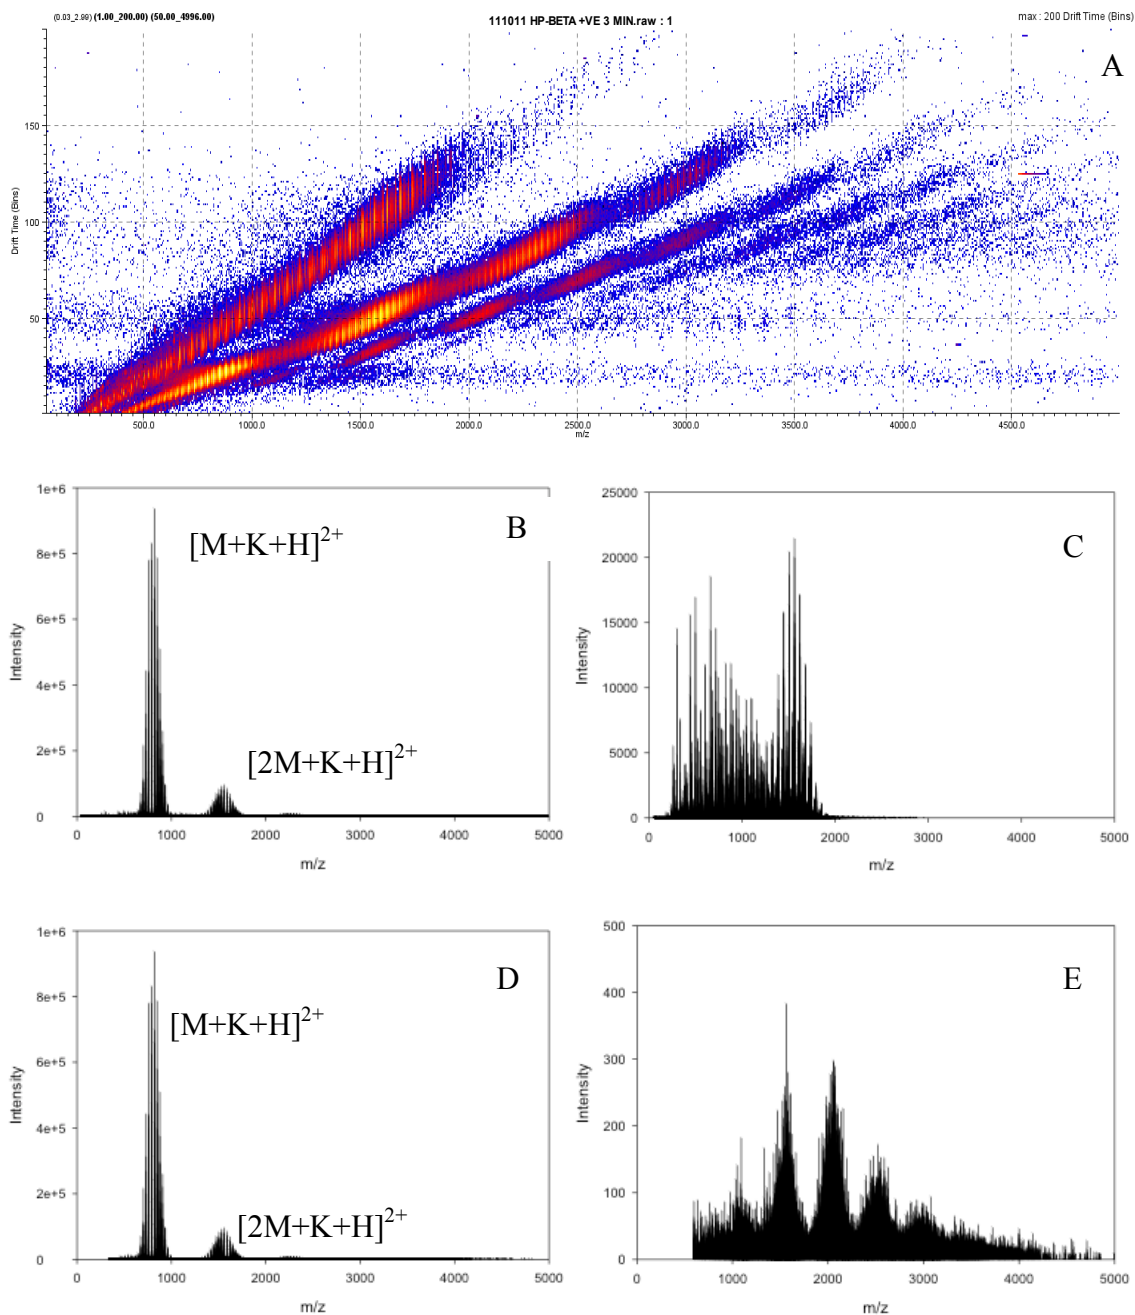 (0.03_2.99) (1.00_200.00) (50.00_4996.00)
111011 HP-BETA +VE 3 MIN.raw : 1
max : 200 Drift Time (Bins)
A
Drift Time (Bins)
150
100
50
500.0 1000.0 1500.0 2000.0 2500.0 3000.0 3500.0 4000.0 4500.0
m/z
B
[M+K+H]2+
[2M+K+H]2+
Intensity
1e+6
8e+5
6e+5
4e+5
2e+5
0
0 1000 2000 3000 4000 5000
m/z
C
Intensity
25000
20000
15000
10000
5000
0
0 1000 2000 3000 4000 5000
m/z
D
[M+K+H]2+
[2M+K+H]2+
Intensity
1e+6
8e+5
6e+5
4e+5
2e+5
0
0 1000 2000 3000 4000 5000
m/z
E
Intensity
500
400
300
200
100
0
0 1000 2000 3000 4000 5000
m/z